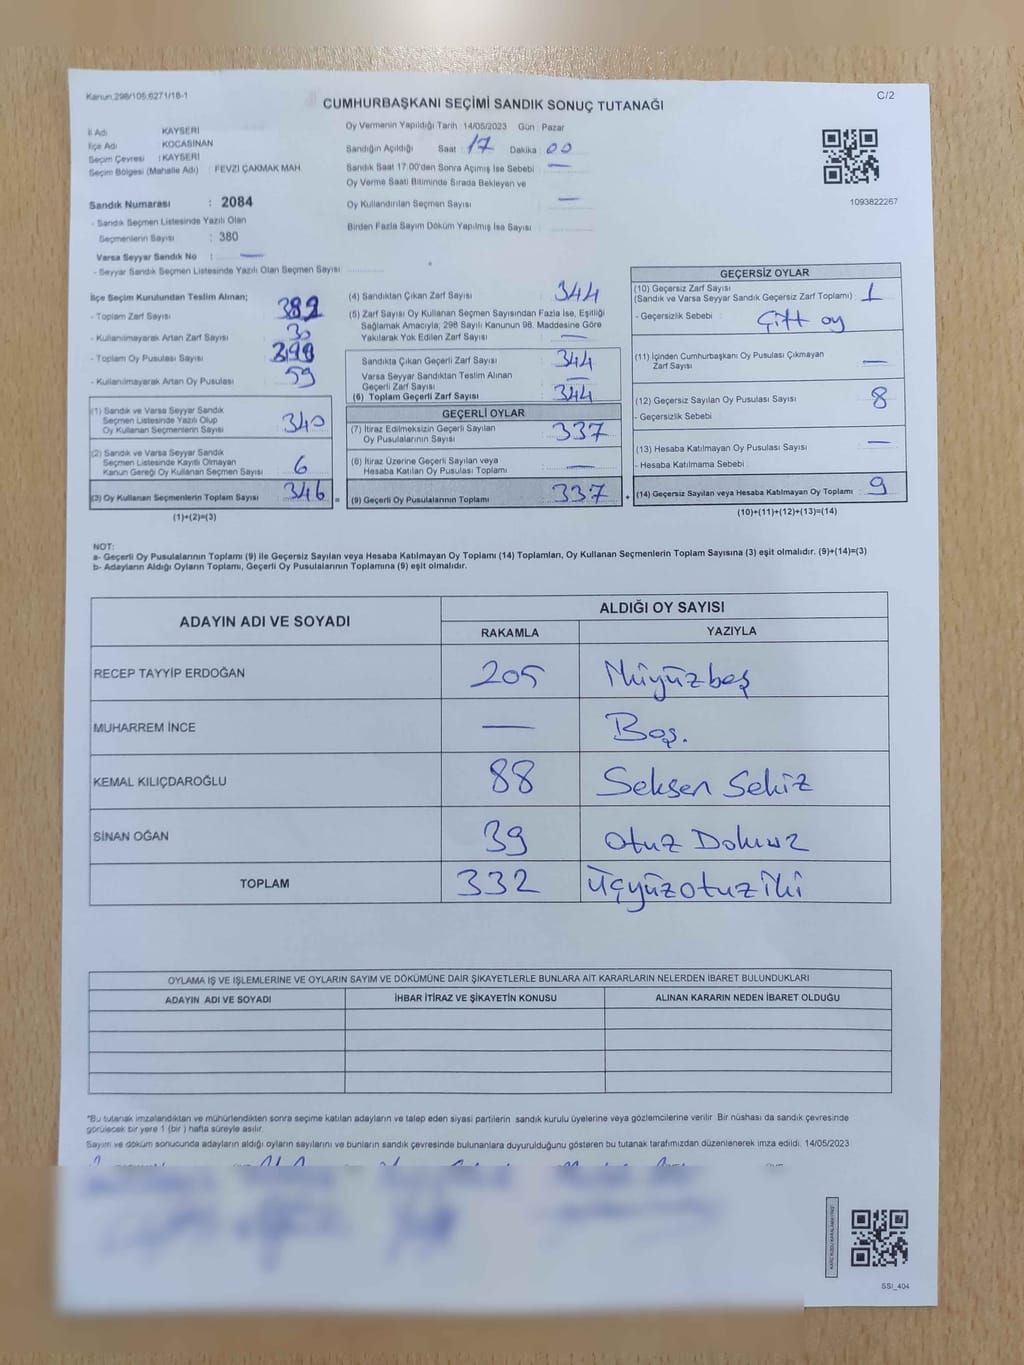 Kanun;298/105,6271/18-1
C/2
CUMHURBAŞKANI SEÇİMİ SANDIK SONUÇ TUTANAĞI
İl Adı KAYSERİ
İlçe Adı KOCASİNAN
Seçim Çevresi : KAYSERİ
Seçim Bölgesi (Mahalle Adı) FEVZİ ÇAKMAK MAH
Sandık Numarası : 2084
- Sandık Seçmen Listesinde Yazılı Olan
Seçmenlerin Sayısı : 380
Varsa Seyyar Sandık No : —
- Seyyar Sandık Seçmen Listesinde Yazılı Olan Seçmen Sayısı
Oy Vermenin Yapıldığı Tarih 14/05/2023 Gün : Pazar
Sandığın Açıldığı Saat : 17 Dakika : 00
Sandık Saat 17.00'den Sonra Açılmış İse Sebebi : —
Oy Verme Saati Bitiminde Sırada Bekleyen ve
Oy Kullandırılan Seçmen Sayısı : —
Birden Fazla Sayım Döküm Yapılmış İse Sayısı :
1093822267
İlçe Seçim Kurulundan Teslim Alınan;
- Toplam Zarf Sayısı :
- Kullanılmayarak Artan Zarf Sayısı :
- Toplam Oy Pusulası Sayısı :
- Kullanılmayarak Artan Oy Pusulası : 59
(1) Sandık ve Varsa Seyyar Sandık
Seçmen Listesinde Yazılı Olup
Oy Kullanan Seçmenlerin Sayısı : 340
(2) Sandık ve Varsa Seyyar Sandık
Seçmen Listesinde Kayıtlı Olmayan
Kanun Gereği Oy Kullanan Seçmen Sayısı : 6
(3) Oy Kullanan Seçmenlerin Toplam Sayısı : 346 =
(1)+(2)=(3)
(4) Sandıktan Çıkan Zarf Sayısı : 344
(5) Zarf Sayısı Oy Kullanan Seçmen Sayısından Fazla İse, Eşitliği
Sağlamak Amacıyla; 298 Sayılı Kanunun 98. Maddesine Göre
Yakılarak Yok Edilen Zarf Sayısı : —
Sandıkta Çıkan Geçerli Zarf Sayısı : 344
Varsa Seyyar Sandıktan Teslim Alınan
Geçerli Zarf Sayısı : —
(6) Toplam Geçerli Zarf Sayısı : 344
GEÇERLİ OYLAR
(7) İtiraz Edilmeksizin Geçerli Sayılan
Oy Pusulalarının Sayısı : 337
(8) İtiraz Üzerine Geçerli Sayılan veya
Hesaba Katılan Oy Pusulası Toplamı : —
(9) Geçerli Oy Pusulalarının Toplamı : 337 +
GEÇERSİZ OYLAR
(10) Geçersiz Zarf Sayısı
(Sandık ve Varsa Seyyar Sandık Geçersiz Zarf Toplamı) : 1
- Geçersizlik Sebebi : Çift oy
(11) İçinden Cumhurbaşkanı Oy Pusulası Çıkmayan
Zarf Sayısı : —
(12) Geçersiz Sayılan Oy Pusulası Sayısı : 8
- Geçersizlik Sebebi :
(13) Hesaba Katılmayan Oy Pusulası Sayısı : —
- Hesaba Katılmama Sebebi :
(14) Geçersiz Sayılan veya Hesaba Katılmayan Oy Toplamı : 9
(10)+(11)+(12)+(13)=(14)
NOT:
a- Geçerli Oy Pusulalarının Toplamı (9) ile Geçersiz Sayılan veya Hesaba Katılmayan Oy Toplamı (14) Toplamları, Oy Kullanan Seçmenlerin Toplam Sayısına (3) eşit olmalıdır. (9)+(14)=(3)
b- Adayların Aldığı Oyların Toplamı, Geçerli Oy Pusulalarının Toplamına (9) eşit olmalıdır.
ADAYIN ADI VE SOYADI ALDIĞI OY SAYISI
RAKAMLA YAZIYLA
RECEP TAYYİP ERDOĞAN 205 İkiyüzbeş
MUHARREM İNCE — Boş.
KEMAL KILIÇDAROĞLU 88 Seksen Sekiz
SİNAN OĞAN 39 Otuz Dokuz
TOPLAM 332 Üçyüzotuziki
OYLAMA İŞ VE İŞLEMLERİNE VE OYLARIN SAYIM VE DÖKÜMÜNE DAİR ŞİKAYETLERLE BUNLARA AİT KARARLARIN NELERDEN İBARET BULUNDUKLARI
ADAYIN ADI VE SOYADI İHBAR İTİRAZ VE ŞİKAYETİN KONUSU ALINAN KARARIN NEDEN İBARET OLDUĞU
*Bu tutanak imzalandıktan ve mühürlendikten sonra seçime katılan adayların ve talep eden siyasi partilerin sandık kurulu üyelerine veya gözlemcilerine verilir. Bir nüshası da sandık çevresinde
görülecek bir yere 1 (bir) hafta süreyle asılır.
Sayım ve döküm sonucunda adayların aldığı oyların sayılarını ve bunların sandık çevresinde bulunanlara duyurulduğunu gösteren bu tutanak tarafımızdan düzenlenerek imza edildi. 14/05/2023
SSI_404